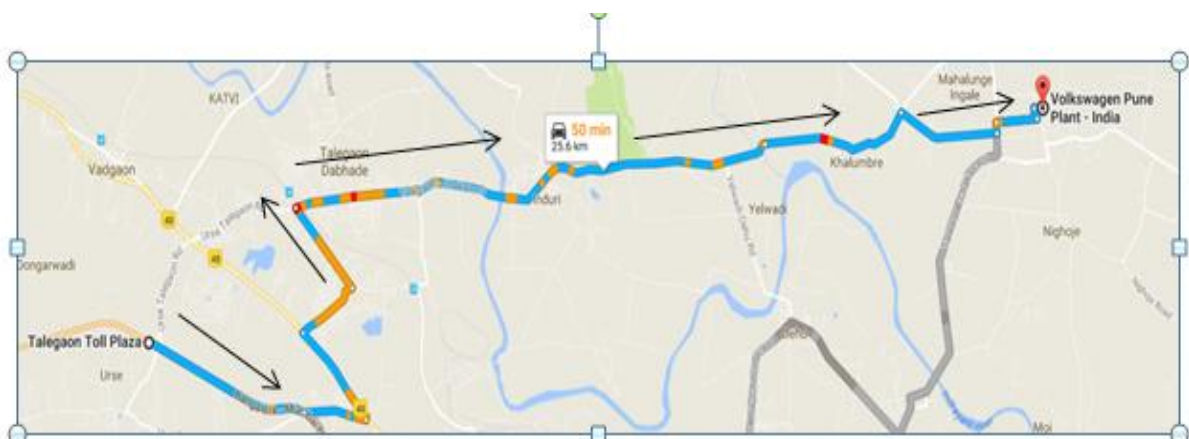 KATVI
Mahalunge
Ingale
Volkswagen Pune
Plant - India
50 min
25.6 km
Talegaon
Dabhade
Vadgaon
48
Khalumbre
Induri
Yelwadi
Nighoje
48
Talegaon Toll Plaza
Urse
48
Moi